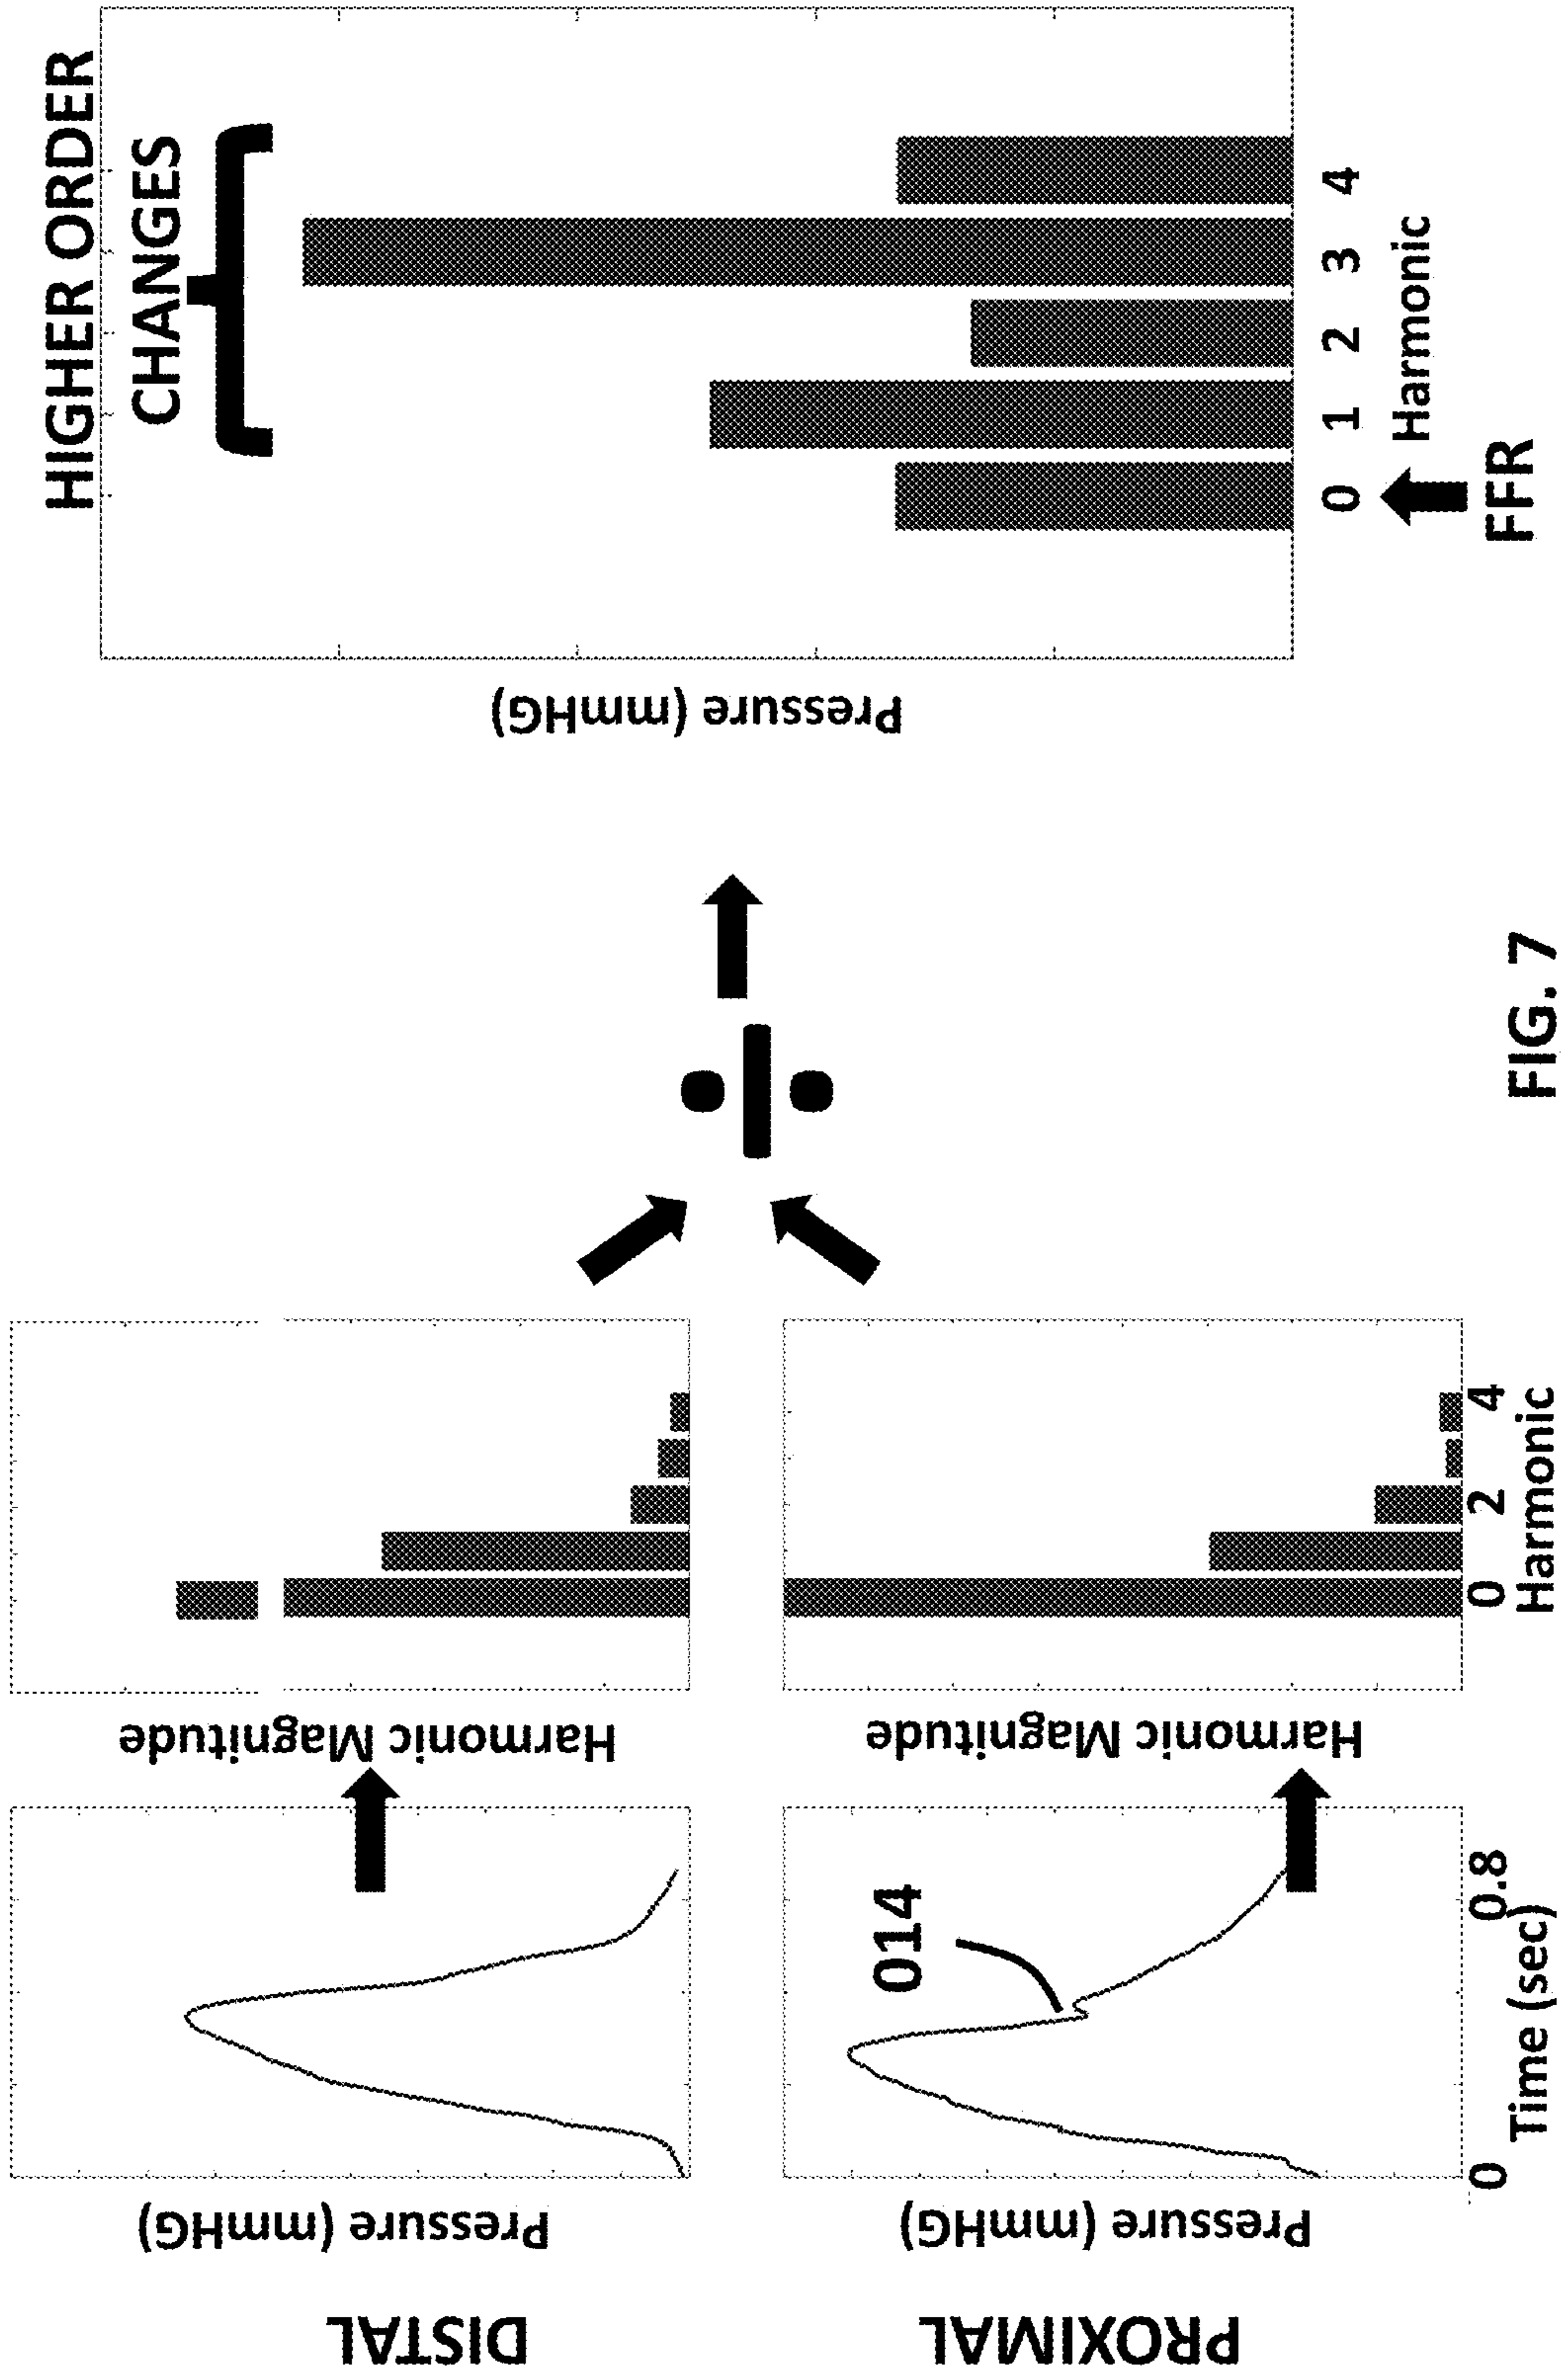 DISTAL
Pressure (mmHG)
Harmonic Magnitude
PROXIMAL
Pressure (mmHG)
014
0
0.8
Time (sec)
Harmonic Magnitude
0 2 4
Harmonic
HIGHER ORDER
CHANGES
Pressure (mmHG)
0 1 2 3 4
Harmonic
FFR
FIG. 7